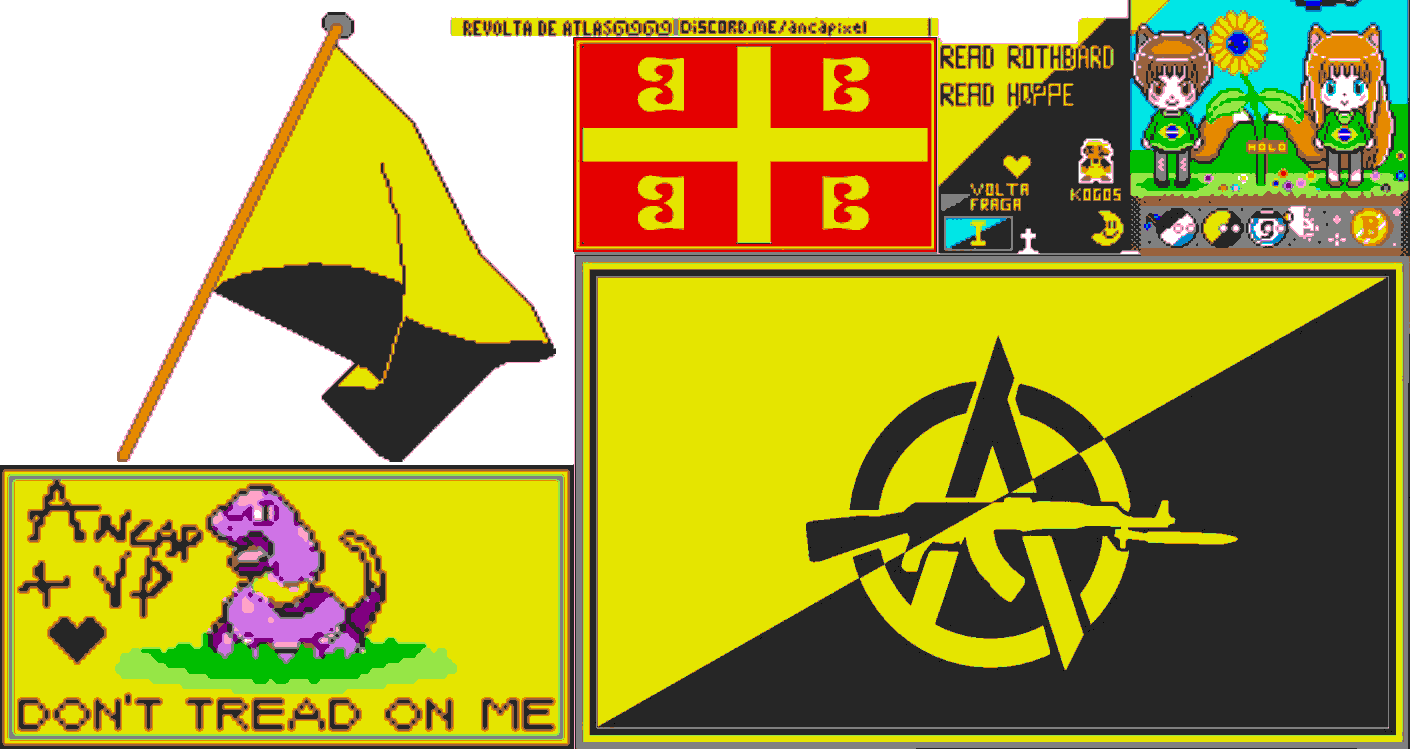 REVOLTA DE ATLAS DiSCORD.ME/ancapixel
READ ROTHBARD
READ HOPPE
VOLTA
FRAGA
KOGOS
I
HOLO
B
ANCAP
+ VP
DON'T TREAD ON ME